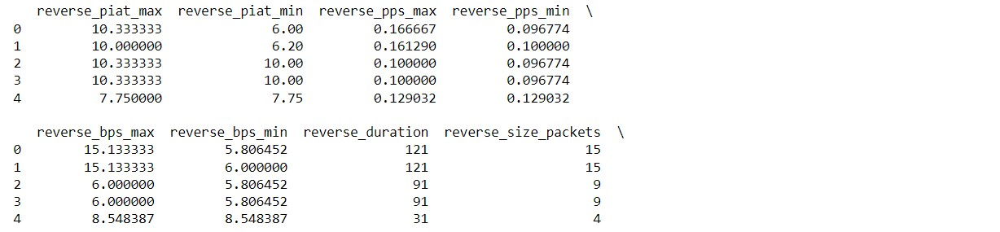 reverse_piat_max  reverse_piat_min  reverse_pps_max  reverse_pps_min  \
0         10.333333              6.00         0.166667         0.096774
1         10.000000              6.20         0.161290         0.100000
2         10.333333             10.00         0.100000         0.096774
3         10.333333             10.00         0.100000         0.096774
4          7.750000              7.75         0.129032         0.129032
   reverse_bps_max  reverse_bps_min  reverse_duration  reverse_size_packets  \
0        15.133333         5.806452               121                    15
1        15.133333         6.000000               121                    15
2         6.000000         5.806452                91                     9
3         6.000000         5.806452                91                     9
4         8.548387         8.548387                31                     4